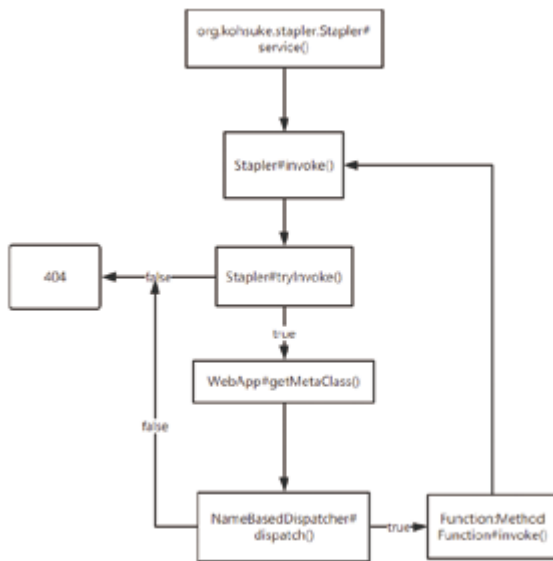 org.kohsuke.stapler.Stapler#
service()
Stapler#invoke()
404
false
Stapler#tryInvoke()
true
WebApp#getMetaClass()
false
NameBasedDispatcher#
dispatch()
true
Function:Method
Function#invoke()